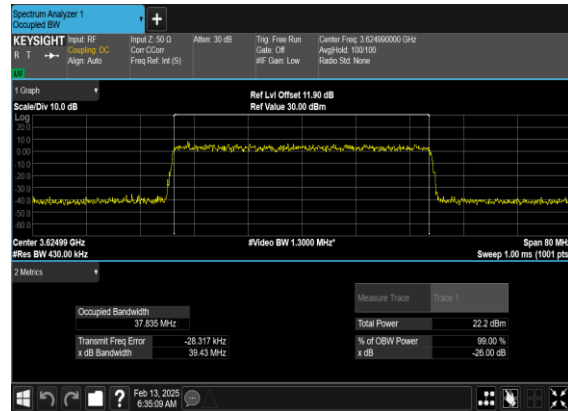 Spectrum Analyzer 1
Occupied BW
KEYSIGHT Input: RF Input Z: 50 Ω Atten: 30 dB Trig: Free Run Center Freq: 3.624990000 GHz
R T Coupling: DC Corr CCorr Gate: Off Avg|Hold: 100/100
Align: Auto Freq Ref: Int (S) #IF Gain: Low Radio Std: None
LXI
1 Graph
Ref Lvl Offset 11.90 dB
Scale/Div 10.0 dB Ref Value 30.00 dBm
Log
20.0
10.0
0.00
-10.0
-20.0
-30.0
-40.0
-50.0
-60.0
Center 3.62499 GHz #Video BW 1.3000 MHz* Span 80 MHz
#Res BW 430.00 kHz Sweep 1.00 ms (1001 pts
2 Metrics
Measure Trace Trace 1
Occupied Bandwidth
37.835 MHz
Total Power 22.2 dBm
Transmit Freq Error -28.317 kHz % of OBW Power 99.00 %
x dB Bandwidth 39.43 MHz x dB -26.00 dB
Feb 13, 2025
6:35:09 AM